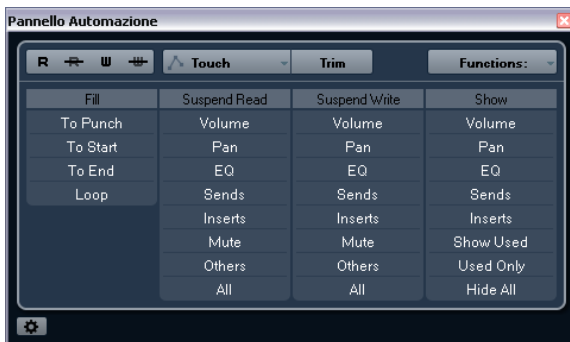 Pannello Automazione
R R W W Touch Trim Functions:
Fill Suspend Read Suspend Write Show
To Punch Volume Volume Volume
To Start Pan Pan Pan
To End EQ EQ EQ
Loop Sends Sends Sends
Inserts Inserts Inserts
Mute Mute Show Used
Others Others Used Only
All All Hide All